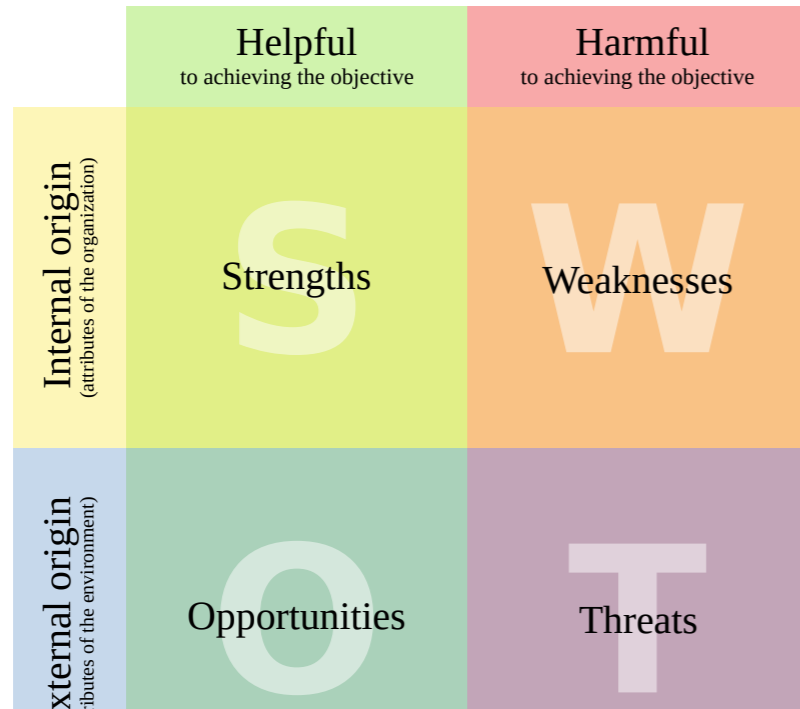 Helpful
to achieving the objective
Harmful
to achieving the objective
Internal origin
(attributes of the organization)
S
Strengths
W
Weaknesses
xternal origin
ributes of the environment)
O
Opportunities
T
Threats